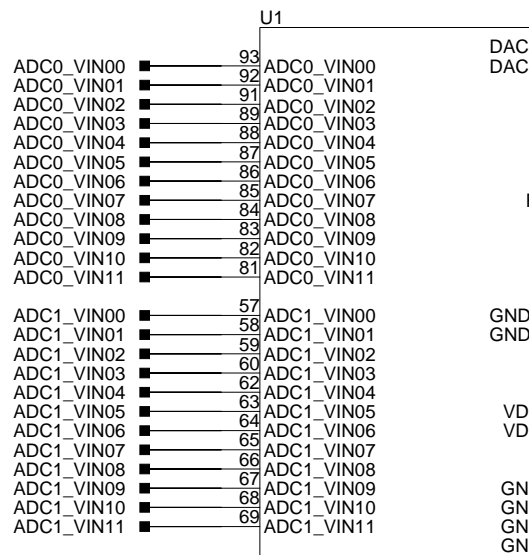 U1
DAC
ADC0_VIN00 93 ADC0_VIN00 DAC
ADC0_VIN01 92 ADC0_VIN01
ADC0_VIN02 91 ADC0_VIN02
ADC0_VIN03 89 ADC0_VIN03
ADC0_VIN04 88 ADC0_VIN04
ADC0_VIN05 87 ADC0_VIN05
ADC0_VIN06 86 ADC0_VIN06
ADC0_VIN07 85 ADC0_VIN07
ADC0_VIN08 84 ADC0_VIN08
ADC0_VIN09 83 ADC0_VIN09
ADC0_VIN10 82 ADC0_VIN10
ADC0_VIN11 81 ADC0_VIN11
ADC1_VIN00 57 ADC1_VIN00 GND
ADC1_VIN01 58 ADC1_VIN01 GND
ADC1_VIN02 59 ADC1_VIN02
ADC1_VIN03 60 ADC1_VIN03
ADC1_VIN04 62 ADC1_VIN04
ADC1_VIN05 63 ADC1_VIN05 VD
ADC1_VIN06 64 ADC1_VIN06 VD
ADC1_VIN07 65 ADC1_VIN07
ADC1_VIN08 66 ADC1_VIN08
ADC1_VIN09 67 ADC1_VIN09 GN
ADC1_VIN10 68 ADC1_VIN10 GN
ADC1_VIN11 69 ADC1_VIN11 GN
GN